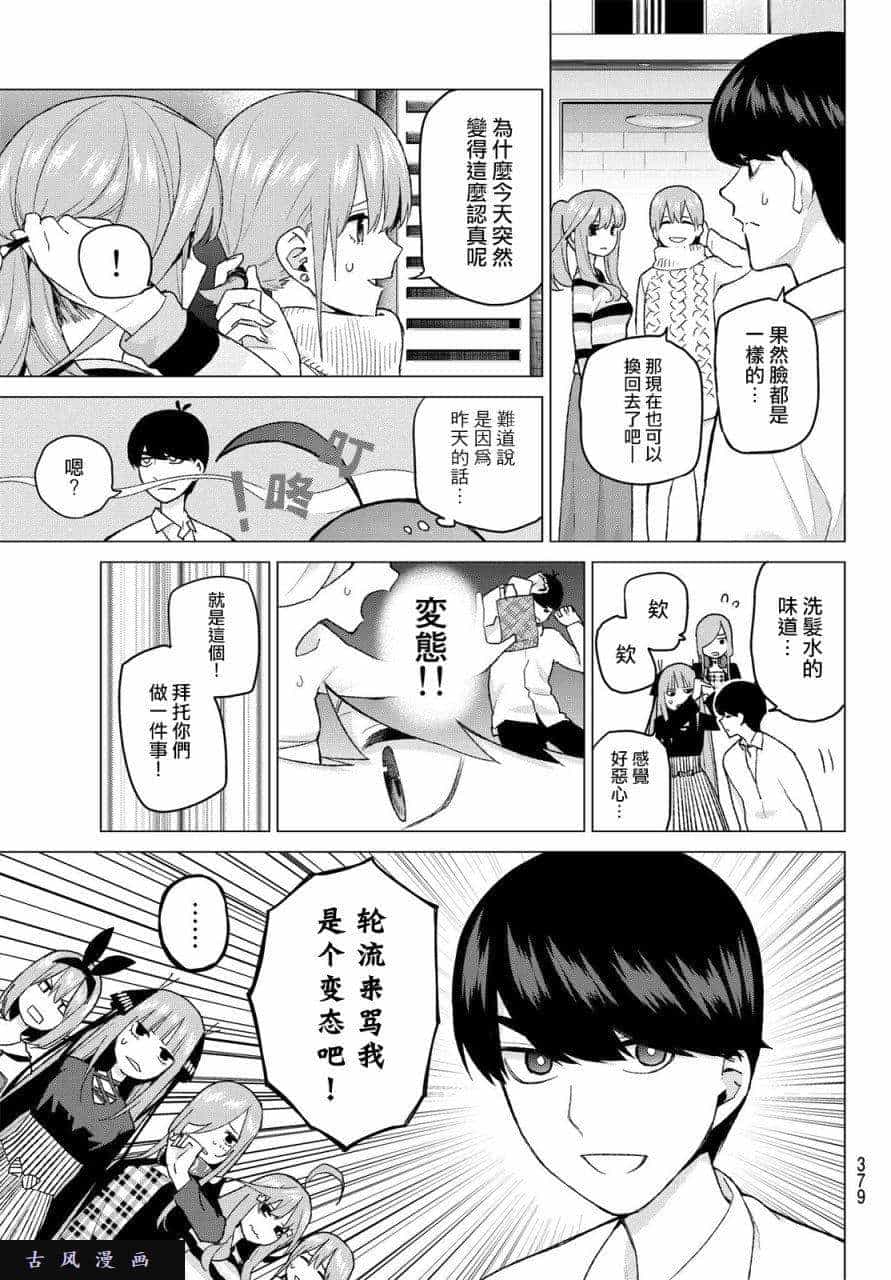 果然臉都是
一樣的…
那現在也可以
換回去了吧—
為什麼今天突然
變得這麼認真呢
！
難道說
是因爲
昨天的話…
叮
咚
！
嗯？
洗髮水的
味道…
欸
欸
感覺
好惡心…
変態!!
就是這個！
拜托你們
做一件事！
轮流来骂我
是个变态吧！
……
379
古风漫画